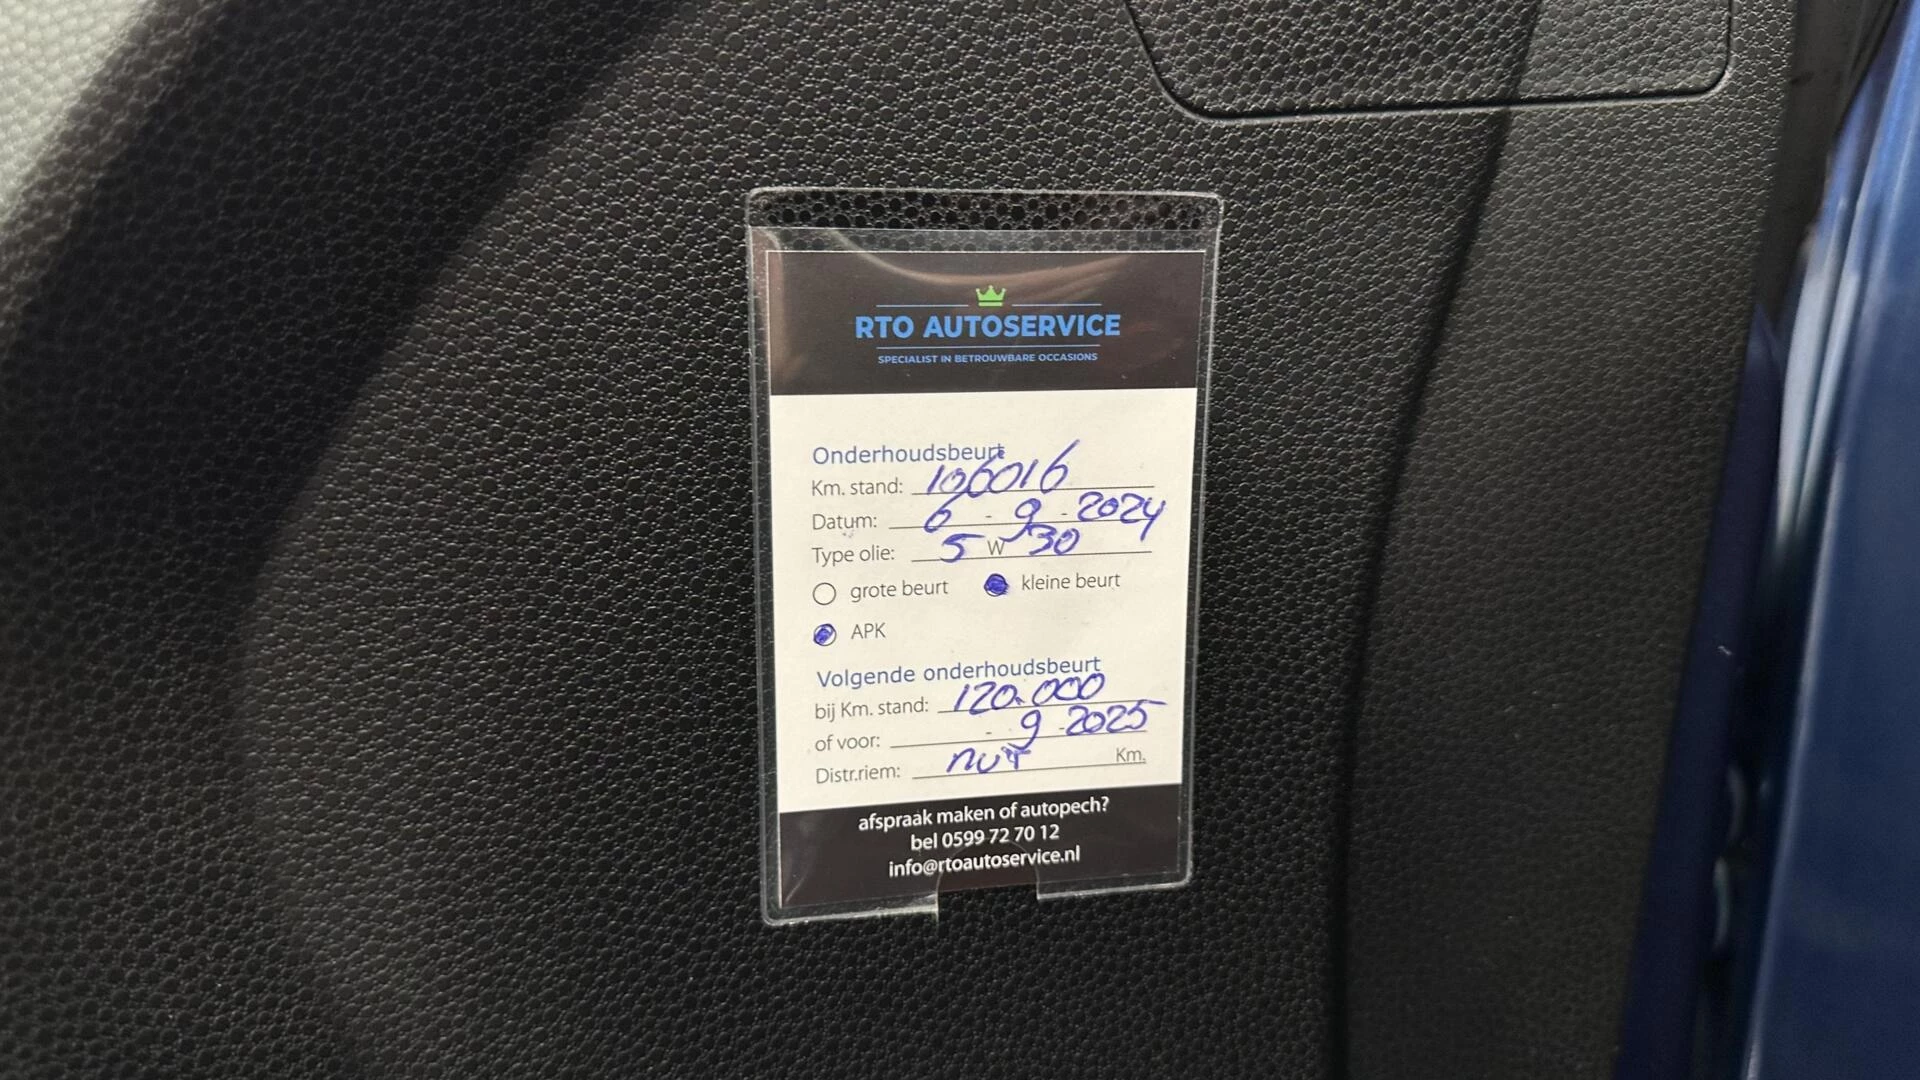 RTO AUTOSERVICE
SPECIALIST IN BETROUWBARE OCCASIONS
Onderhoudsbeurt
Km. stand: 106016
Datum: 6 - 9 - 2024
Type olie: 5 W 30
grote beurt kleine beurt
APK
Volgende onderhoudsbeurt
bij Km. stand: 120.000
of voor: - 9 - 2025
Distr.riem: nvt Km.
afspraak maken of autopech?
bel 0599 72 70 12
info@rtoautoservice.nl